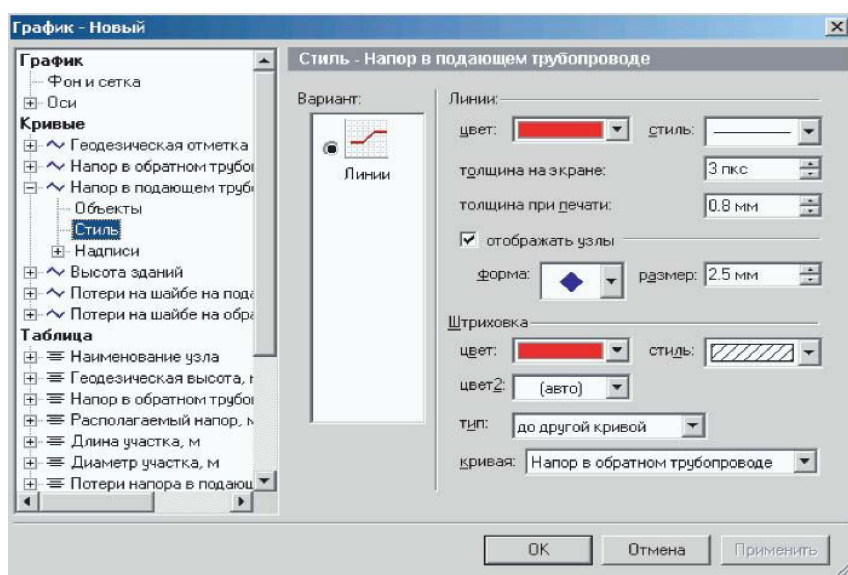 График - Новый
График
Фон и сетка
Оси
Кривые
Геодезическая отметка
Напор в обратном трубо
Напор в подающем труб
Объекты
Стиль
Надписи
Высота зданий
Потери на шайбе на пода
Потери на шайбе на обра
Таблица
Наименование узла
Геодезическая высота,
Напор в обратном трубо
Располагаемый напор,
Длина участка, м
Диаметр участка, м
Потери напора в подающ
Стиль - Напор в подающем трубопроводе
Вариант:
Линии
Линии:
цвет: стиль:
толщина на экране: 3 пкс
толщина при печати: 0.8 мм
отображать узлы
форма: размер: 2.5 мм
Штриховка
цвет: стиль:
цвет2: (авто)
тип: до другой кривой
кривая: Напор в обратном трубопроводе
OK Отмена Применить